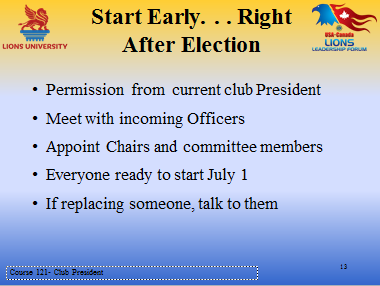 Start Early. . . Right
After Election
LIONS UNIVERSITY
USA-Canada
LIONS
LEADERSHIP FORUM
• Permission from current club President
• Meet with incoming Officers
• Appoint Chairs and committee members
• Everyone ready to start July 1
• If replacing someone, talk to them
13
Course 121- Club President